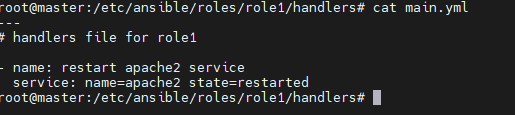 root@master:/etc/ansible/roles/role1/handlers# cat main.yml
---
# handlers file for role1
- name: restart apache2 service
  service: name=apache2 state=restarted
root@master:/etc/ansible/roles/role1/handlers#